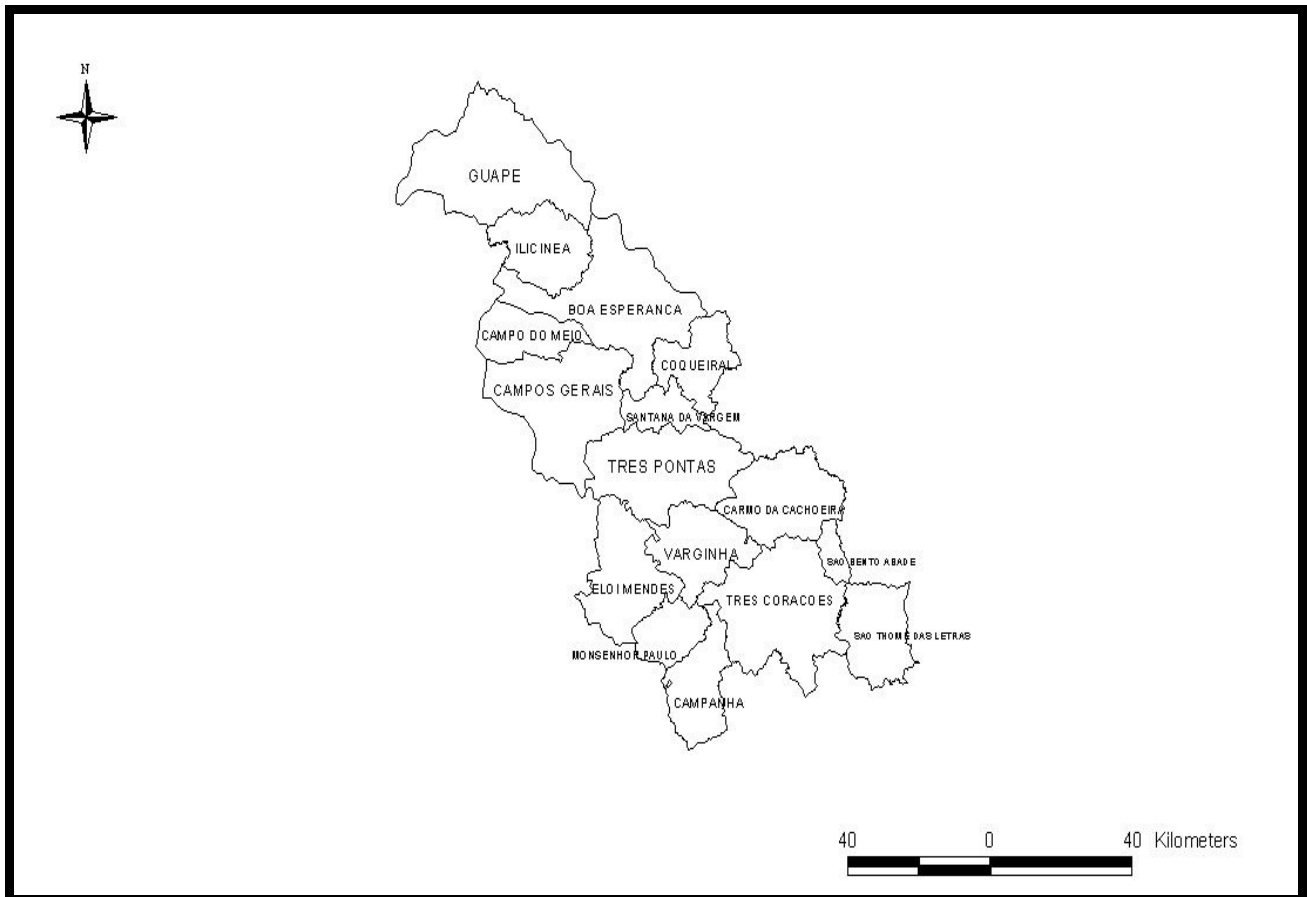 N
GUAPE
ILICINEA
BOA ESPERANCA
CAMPO DO MEIO
COQUEIRAL
CAMPOS GERAIS
SANTANA DA VARGEM
TRES PONTAS
CARMO DA CACHOEIRA
VARGINHA
SAO BENTO ABADE
ELOI MENDES
TRES CORACOES
SAO THOME DAS LETRAS
MONSENHOR PAULO
CAMPANHA
40 0 40 Kilometers